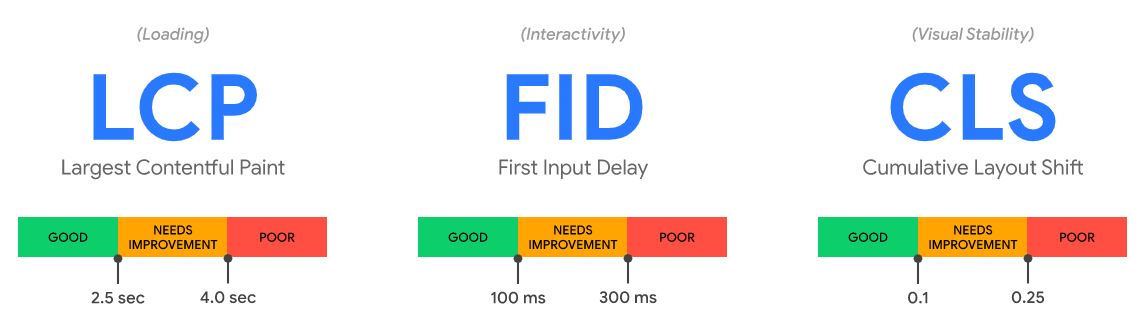 (Loading)
LCP
Largest Contentful Paint
GOOD
NEEDS
IMPROVEMENT
POOR
2.5 sec
4.0 sec
(Interactivity)
FID
First Input Delay
GOOD
NEEDS
IMPROVEMENT
POOR
100 ms
300 ms
(Visual Stability)
CLS
Cumulative Layout Shift
GOOD
NEEDS
IMPROVEMENT
POOR
0.1
0.25